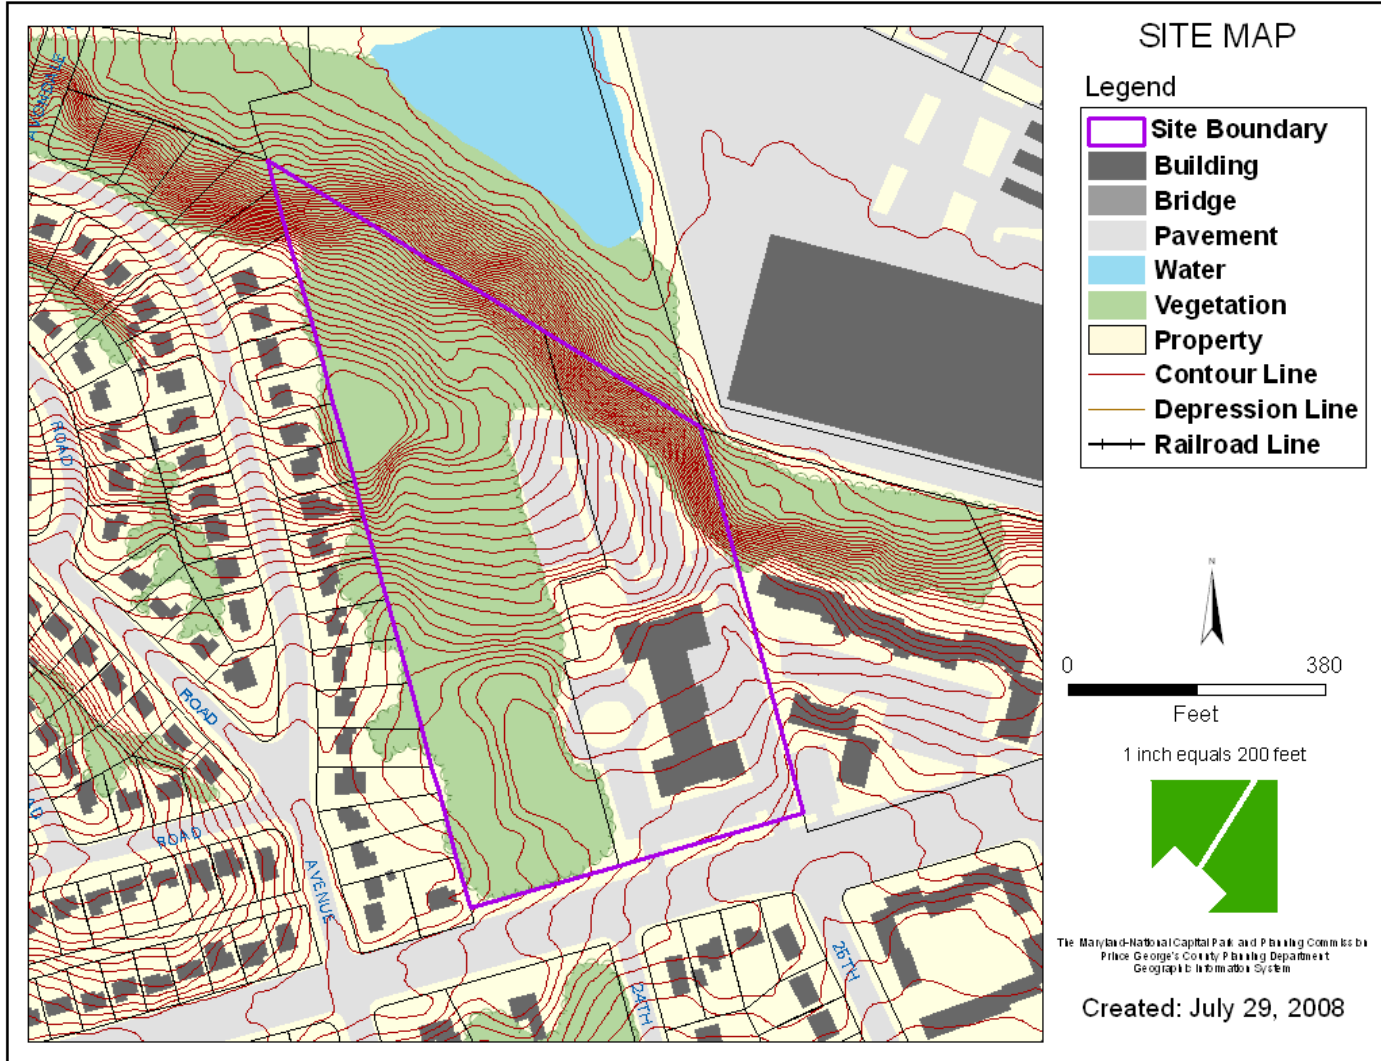 SITE MAP
Legend
Site Boundary
Building
Bridge
Pavement
Water
Vegetation
Property
Contour Line
Depression Line
Railroad Line
N
0 380
Feet
1 inch equals 200 feet
The Maryland-National Capital Park and Planning Commission
Prince George's County Planning Department
Geographic Information System
Created: July 29, 2008
ROAD
ROAD
ROAD
AVENUE
24TH
26TH